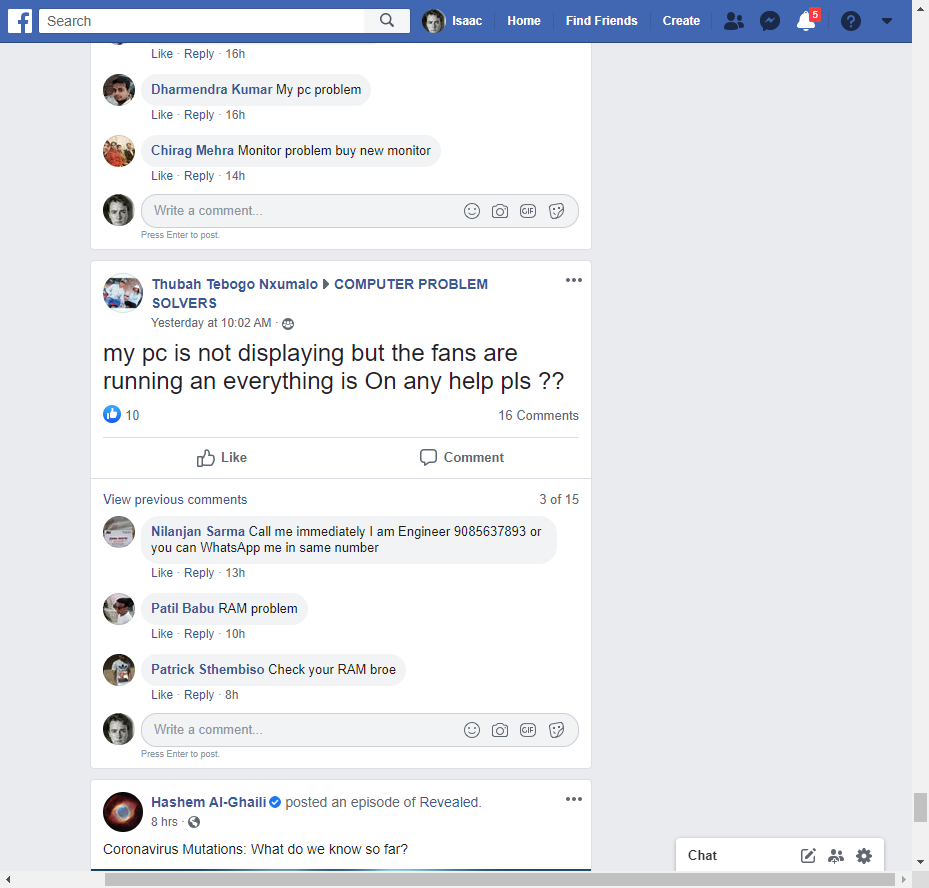 f Search Isaac Home Find Friends Create 5 ?
Like · Reply · 16h
Dharmendra Kumar My pc problem
Like · Reply · 16h
Chirag Mehra Monitor problem buy new monitor
Like · Reply · 14h
Write a comment... GIF
Press Enter to post.
Thubah Tebogo Nxumalo COMPUTER PROBLEM
SOLVERS
Yesterday at 10:02 AM ·
my pc is not displaying but the fans are
running an everything is On any help pls ??
10 16 Comments
Like Comment
View previous comments 3 of 15
Nilanjan Sarma Call me immediately I am Engineer 9085637893 or
you can WhatsApp me in same number
Like · Reply · 13h
Patil Babu RAM problem
Like · Reply · 10h
Patrick Sthembiso Check your RAM broe
Like · Reply · 8h
Write a comment... GIF
Press Enter to post.
Hashem Al-Ghaili posted an episode of Revealed.
8 hrs ·
Coronavirus Mutations: What do we know so far?
Chat